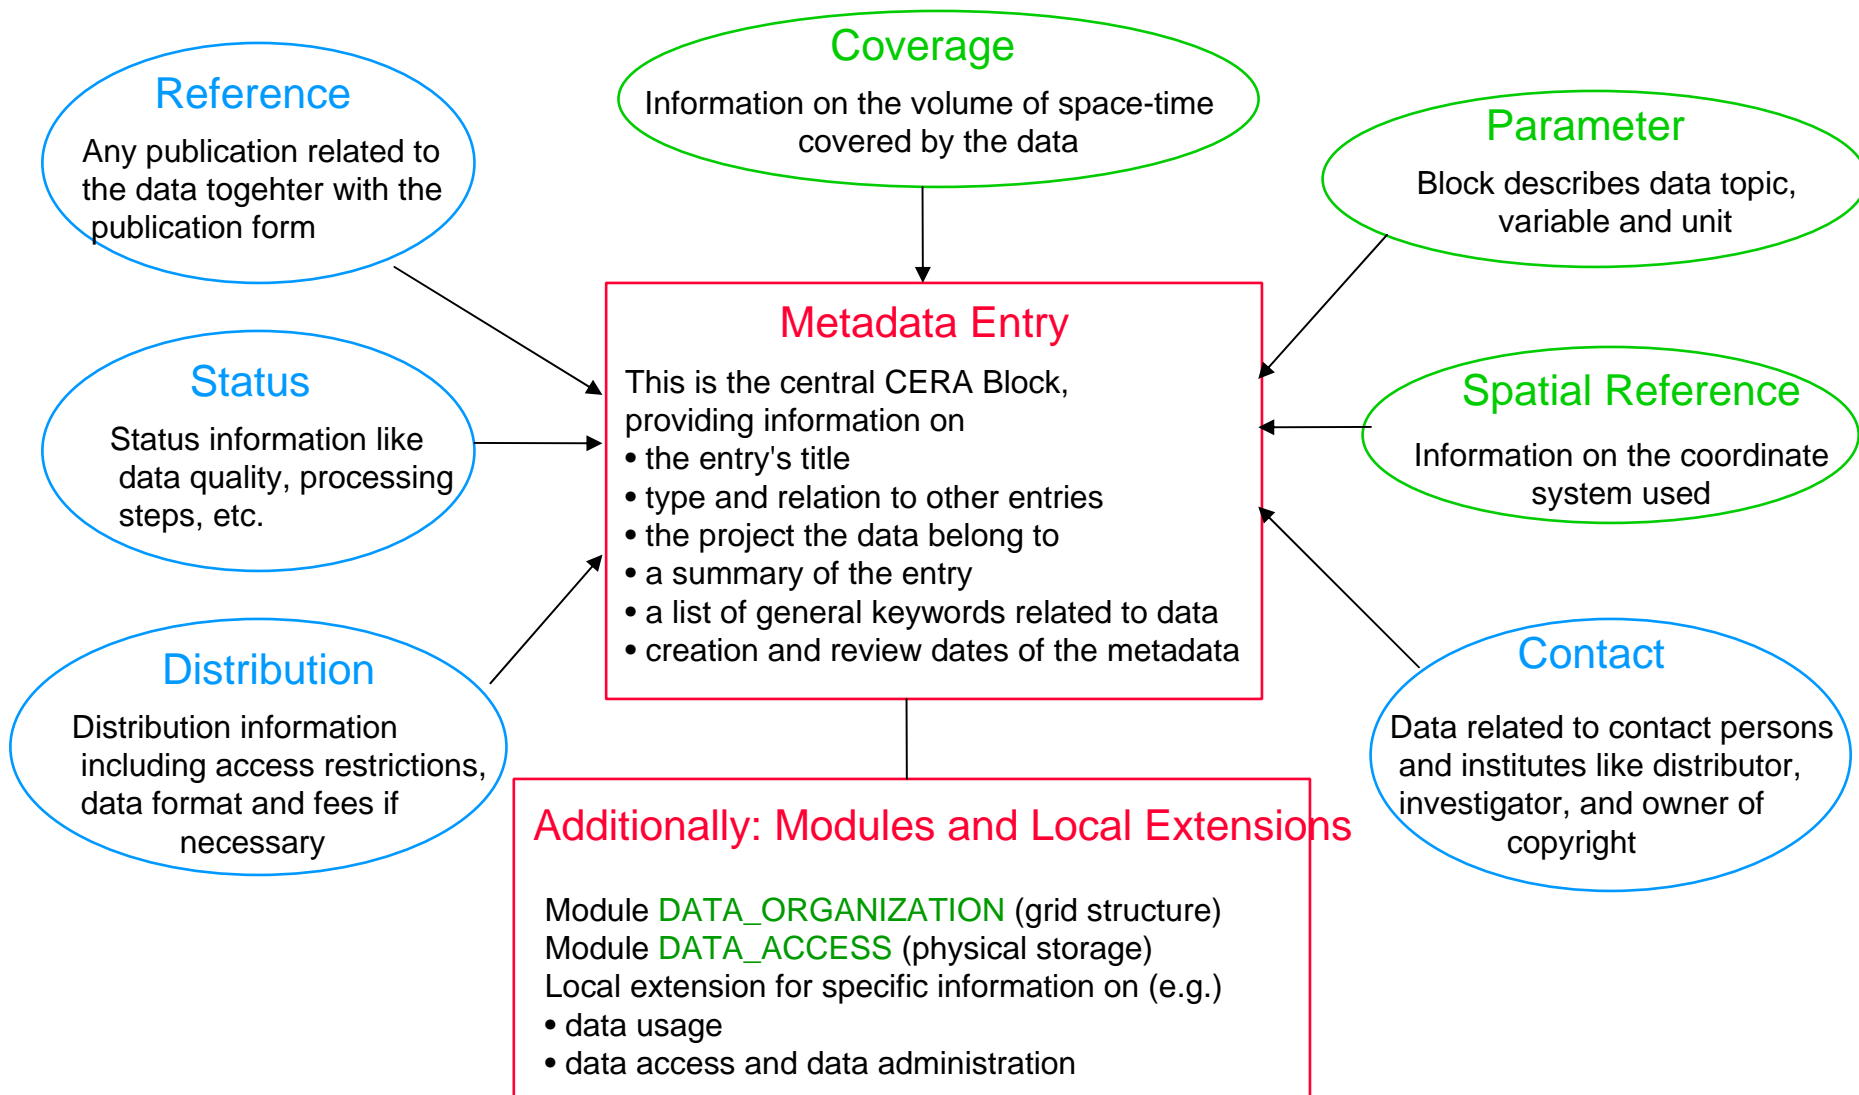 Reference
Any publication related to
the data togehter with the
publication form
Coverage
Information on the volume of space-time
covered by the data
Parameter
Block describes data topic,
variable and unit
Status
Status information like
data quality, processing
steps, etc.
Metadata Entry
This is the central CERA Block,
providing information on
• the entry's title
• type and relation to other entries
• the project the data belong to
• a summary of the entry
• a list of general keywords related to data
• creation and review dates of the metadata
Spatial Reference
Information on the coordinate
system used
Distribution
Distribution information
including access restrictions,
data format and fees if
necessary
Contact
Data related to contact persons
and institutes like distributor,
investigator, and owner of
copyright
Additionally: Modules and Local Extensions
Module DATA_ORGANIZATION (grid structure)
Module DATA_ACCESS (physical storage)
Local extension for specific information on (e.g.)
• data usage
• data access and data administration